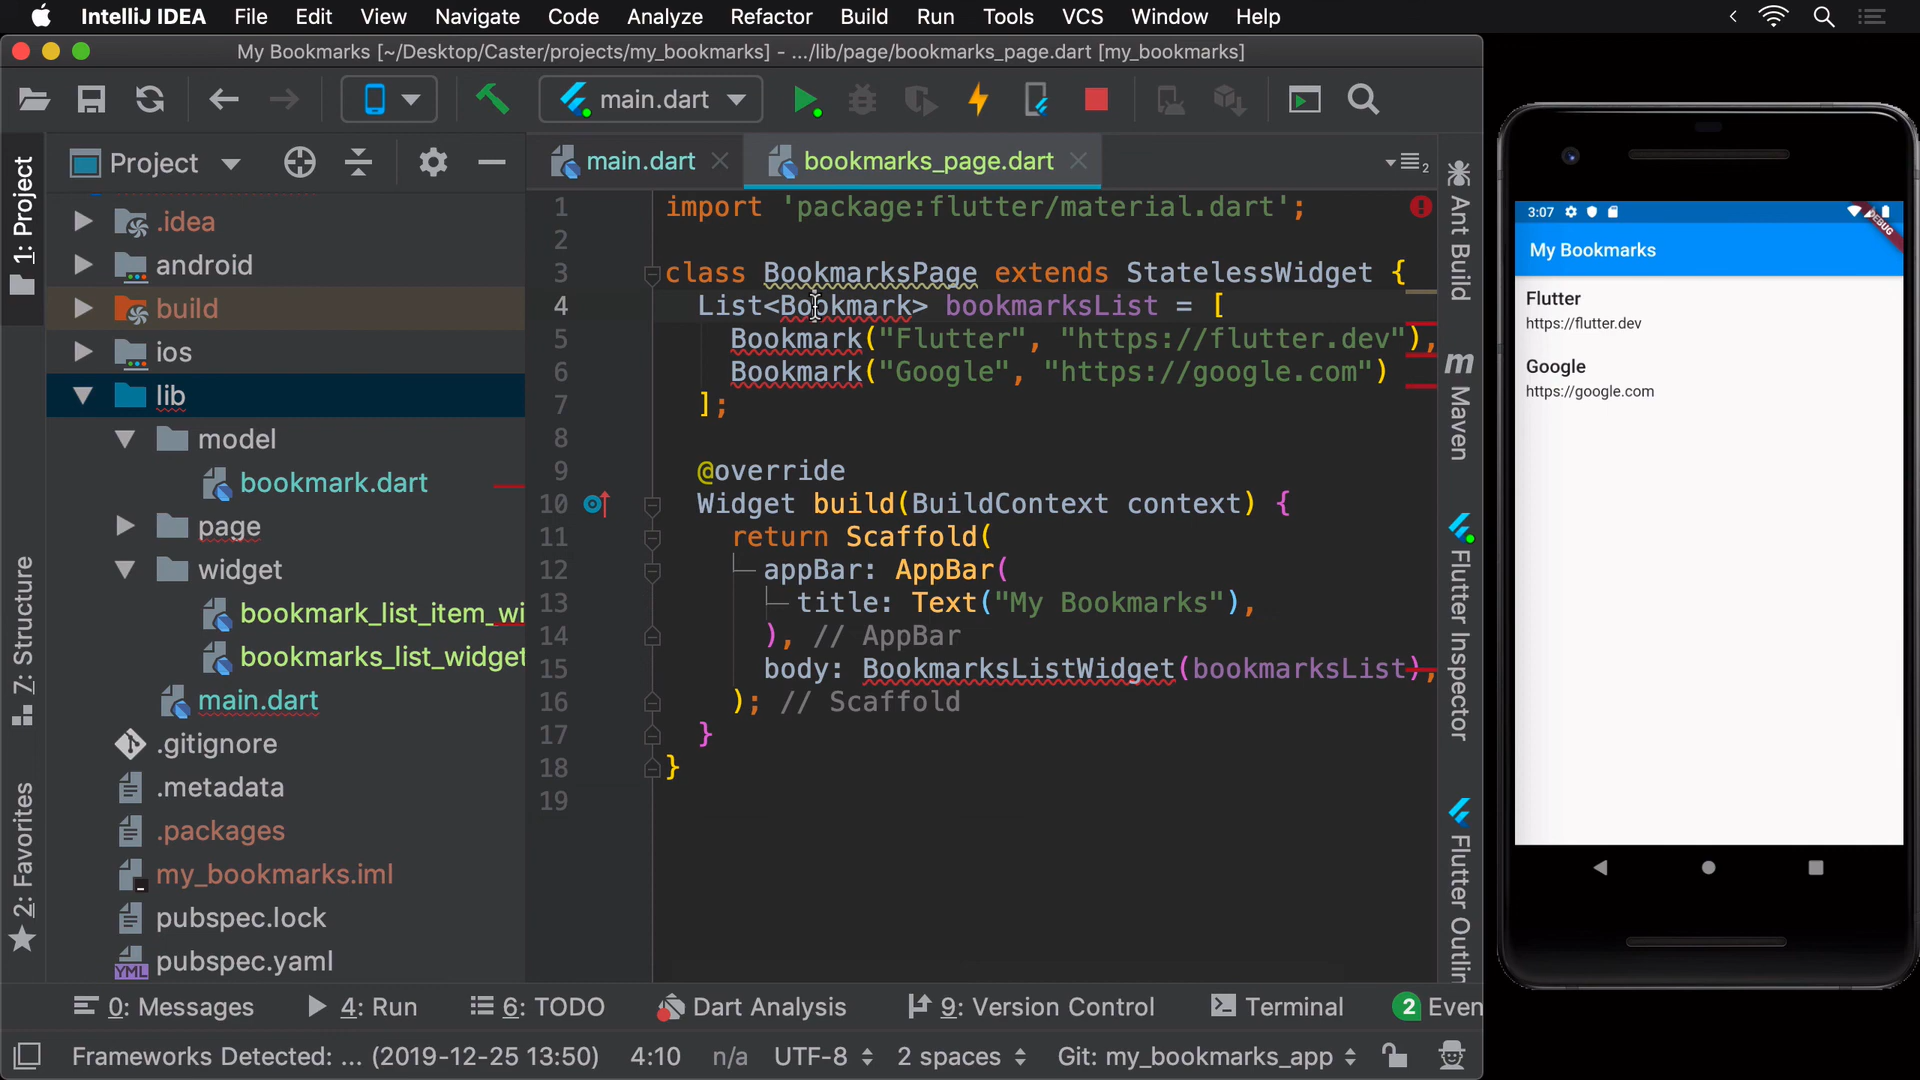 IntelliJ IDEA File Edit View Navigate Code Analyze Refactor Build Run Tools VCS Window Help
My Bookmarks [~/Desktop/Caster/projects/my_bookmarks] - .../lib/page/bookmarks_page.dart [my_bookmarks]
main.dart
1: Project
Project
main.dart
bookmarks_page.dart
2
.idea
android
build
ios
lib
model
bookmark.dart
page
widget
bookmark_list_item_wi
bookmarks_list_widget
main.dart
.gitignore
.metadata
.packages
my_bookmarks.iml
pubspec.lock
YML pubspec.yaml
7: Structure
2: Favorites
1 import 'package:flutter/material.dart';
2
3 class BookmarksPage extends StatelessWidget {
4 List<Bookmark> bookmarksList = [
5 Bookmark("Flutter", "https://flutter.dev"),
6 Bookmark("Google", "https://google.com")
7 ];
8
9 @override
10 Widget build(BuildContext context) {
11 return Scaffold(
12 appBar: AppBar(
13 title: Text("My Bookmarks"),
14 ), // AppBar
15 body: BookmarksListWidget(bookmarksList),
16 ); // Scaffold
17 }
18 }
19
Ant Build
m Maven
Flutter Inspector
Flutter Outlin
3:07
DEBUG
My Bookmarks
Flutter
https://flutter.dev
Google
https://google.com
0: Messages 4: Run 6: TODO Dart Analysis 9: Version Control Terminal 2 Even
Frameworks Detected: ... (2019-12-25 13:50) 4:10 n/a UTF-8 2 spaces Git: my_bookmarks_app